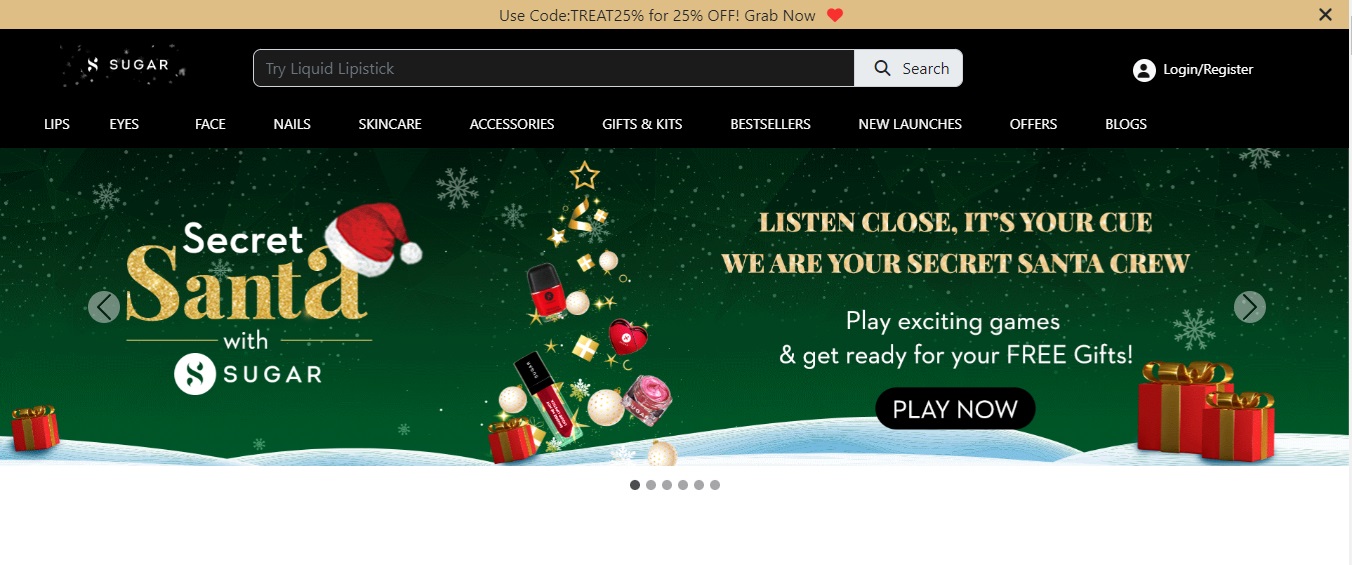 Use Code:TREAT25% for 25% OFF! Grab Now
SUGAR
Try Liquid Lipistick
Search
Login/Register
LIPS EYES FACE NAILS SKINCARE ACCESSORIES GIFTS & KITS BESTSELLERS NEW LAUNCHES OFFERS BLOGS
Secret
Santa
with
SUGAR
LISTEN CLOSE, IT'S YOUR CUE
WE ARE YOUR SECRET SANTA CREW
Play exciting games
& get ready for your FREE Gifts!
PLAY NOW
SUGAR
SUGAR